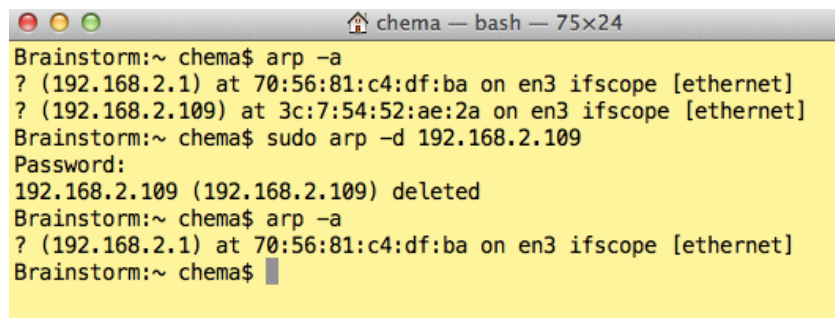 chema — bash — 75×24
Brainstorm:~ chema$ arp –a
? (192.168.2.1) at 70:56:81:c4:df:ba on en3 ifscope [ethernet]
? (192.168.2.109) at 3c:7:54:52:ae:2a on en3 ifscope [ethernet]
Brainstorm:~ chema$ sudo arp –d 192.168.2.109
Password:
192.168.2.109 (192.168.2.109) deleted
Brainstorm:~ chema$ arp –a
? (192.168.2.1) at 70:56:81:c4:df:ba on en3 ifscope [ethernet]
Brainstorm:~ chema$